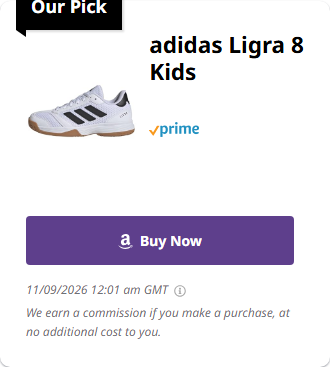 Our Pick
adidas Ligra 8
Kids
prime
Buy Now
11/09/2026 12:01 am GMT
We earn a commission if you make a purchase, at
no additional cost to you.